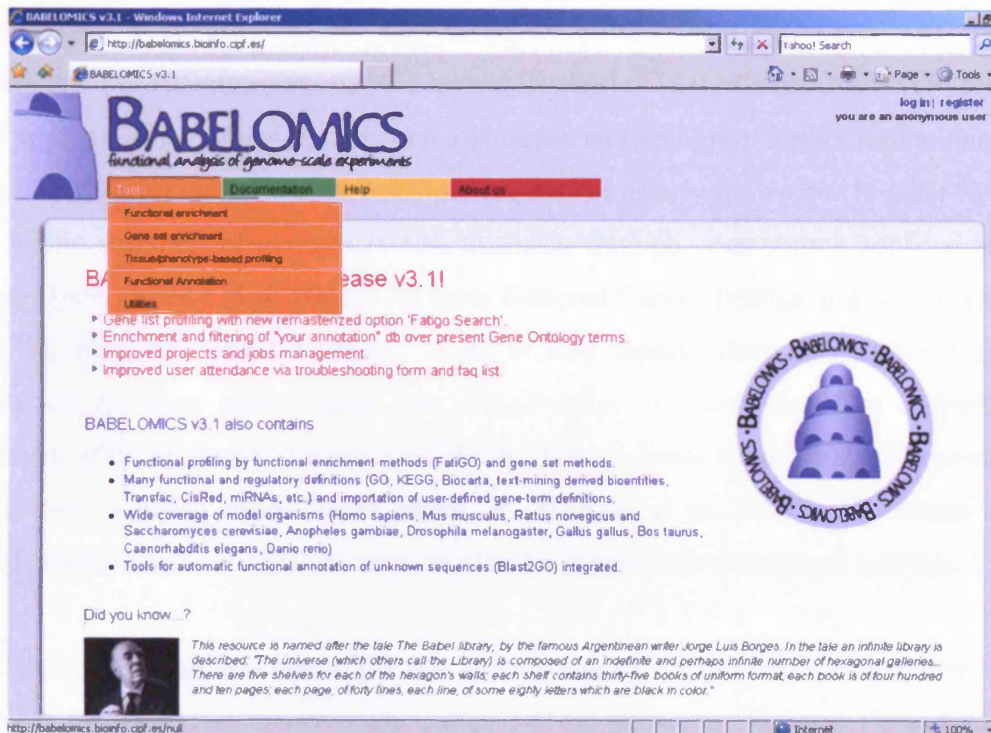 BABELOMICS v3.1 - Windows Internet Explorer
http://babelomics.bioinfo.cipf.es/
Yahoo! Search
BABELOMICS v3.1
Page Tools
log in | register
you are an anonymous user
BABELOMICS
functional analysis of genome-scale experiments
Tools Documentation Help About us
Functional enrichment
Gene set enrichment
Tissue/phenotype-based profiling
Functional Annotation
Utilities
BA ease v3.1!
Gene list profiling with new remasterized option 'Fatigo Search'.
Enrichment and filtering of "your annotation" db over present Gene Ontology terms.
Improved projects and jobs management.
Improved user attendance via troubleshooting form and faq list.
BABELOMICS v3.1 also contains
• Functional profiling by functional enrichment methods (FatiGO) and gene set methods.
• Many functional and regulatory definitions (GO, KEGG, Biocarta, text-mining derived bioentities,
Transfac, CisRed, miRNAs, etc.) and importation of user-defined gene-term definitions.
• Wide coverage of model organisms (Homo sapiens, Mus musculus, Rattus norvegicus and
Saccharomyces cerevisiae, Anopheles gambiae, Drosophila melanogaster, Gallus gallus, Bos taurus,
Caenorhabditis elegans, Danio rerio)
• Tools for automatic functional annotation of unknown sequences (Blast2GO) integrated.
BABELOMICS · BABELOMICS · BABELOMICS · BABELOMICS · BABELOMICS ·
Did you know...?
This resource is named after the tale The Babel library, by the famous Argentinean writer Jorge Luis Borges. In the tale an infinite library is
described: "The universe (which others call the Library) is composed of an indefinite and perhaps infinite number of hexagonal galleries...
There are five shelves for each of the hexagon's walls; each shelf contains thirty-five books of uniform format; each book is of four hundred
and ten pages; each page, of forty lines, each line, of some eighty letters which are black in color."
http://babelomics.bioinfo.cipf.es/null
Internet
100%